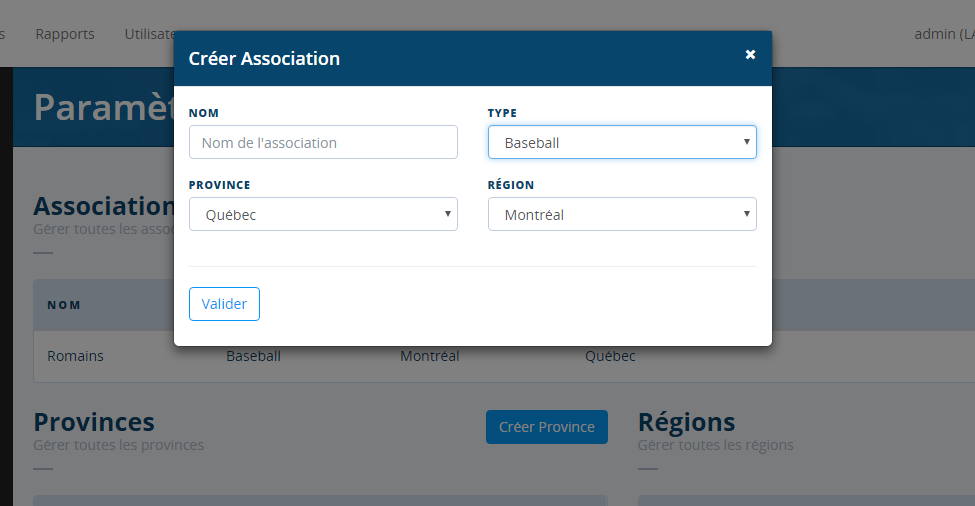 s Rapports Utilisate admin (LA
Créer Association ×
Paramèt
NOM TYPE
Nom de l'association Baseball
PROVINCE RÉGION
Québec Montréal
Association
Gérer toutes les asso
Valider
NOM
Romains Baseball Montréal Québec
Provinces Créer Province Régions
Gérer toutes les provinces Gérer toutes les régions